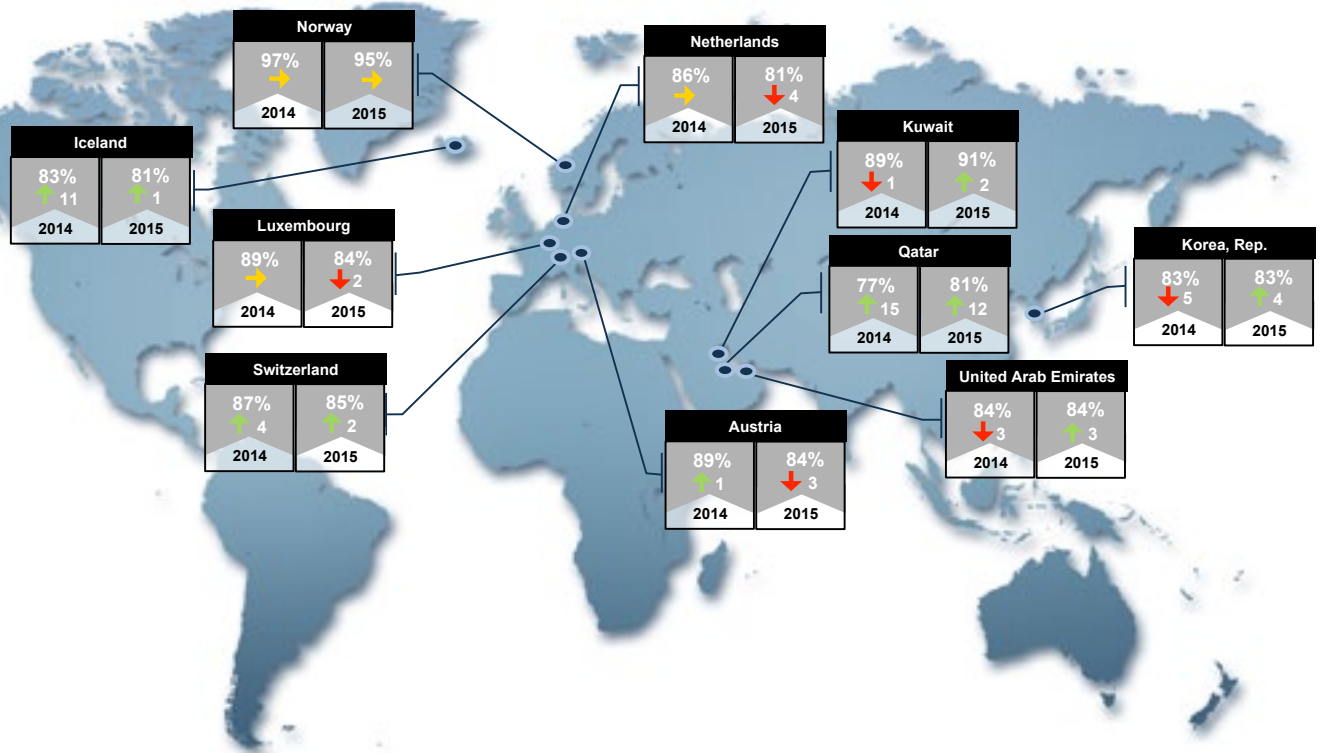 Norway
97% 95%
2014 2015
Netherlands
86% 81%
4
2014 2015
Iceland
83% 81%
11 1
2014 2015
Kuwait
89% 91%
1 2
2014 2015
Luxembourg
89% 84%
2
2014 2015
Qatar
77% 81%
15 12
2014 2015
Korea, Rep.
83% 83%
5 4
2014 2015
Switzerland
87% 85%
4 2
2014 2015
United Arab Emirates
84% 84%
3 3
2014 2015
Austria
89% 84%
1 3
2014 2015